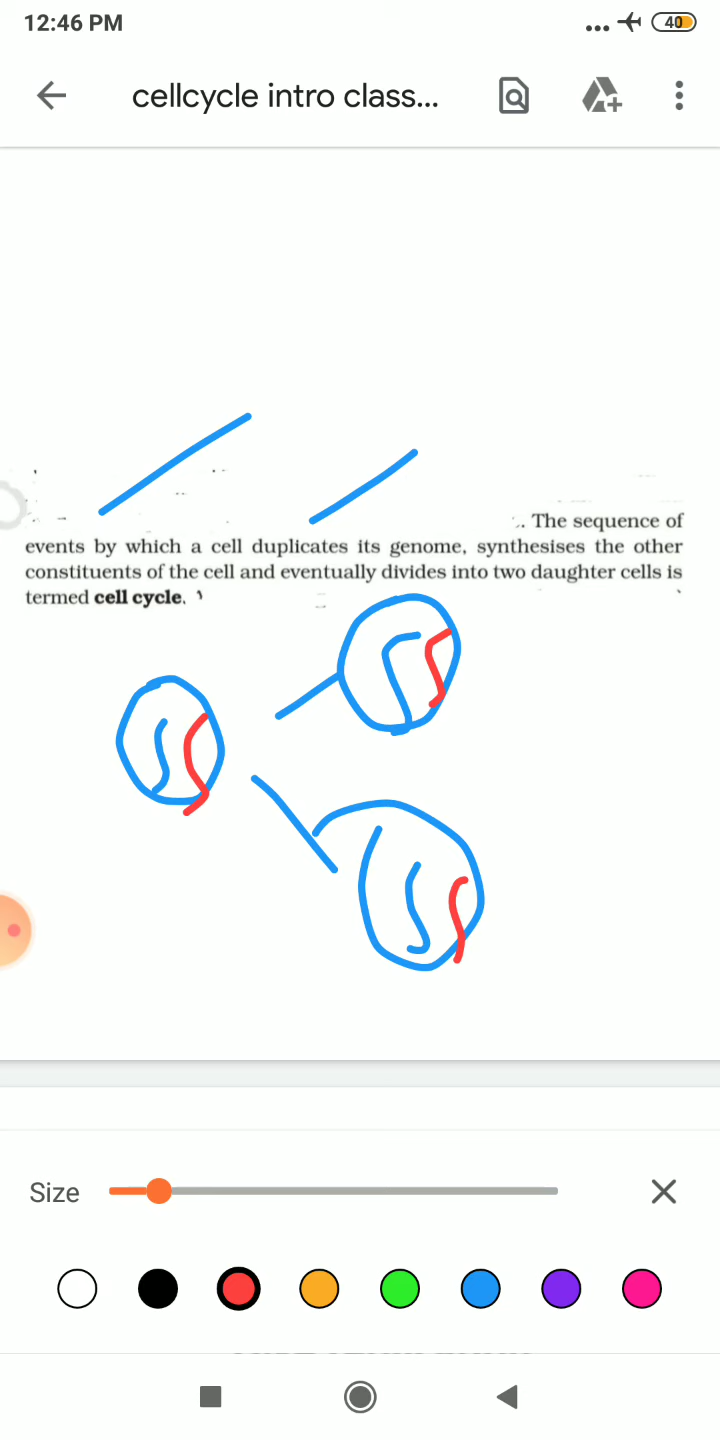 12:46 PM
40
cellcycle intro class...
The sequence of
events by which a cell duplicates its genome, synthesises the other
constituents of the cell and eventually divides into two daughter cells is
termed cell cycle.
Size